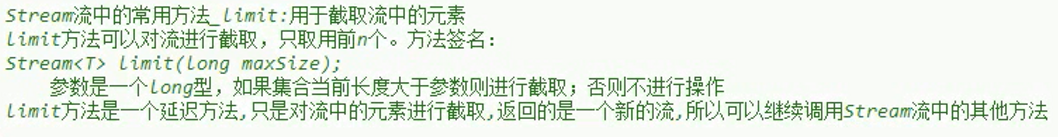 Stream流中的常用方法_limit:用于截取流中的元素
limit方法可以对流进行截取，只取用前n个。方法签名：
Stream<T> limit(long maxSize);
参数是一个long型，如果集合当前长度大于参数则进行截取；否则不进行操作
limit方法是一个延迟方法,只是对流中的元素进行截取,返回的是一个新的流,所以可以继续调用Stream流中的其他方法